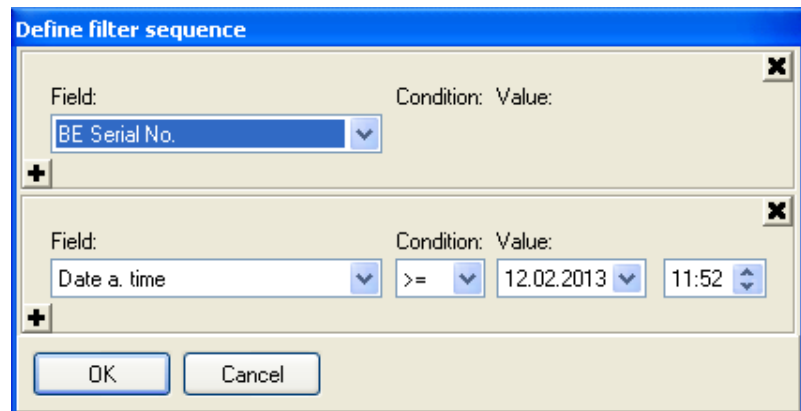 Define filter sequence
Field: Condition: Value:
BE Serial No.
Field: Condition: Value:
Date a. time >= 12.02.2013 11:52
OK Cancel